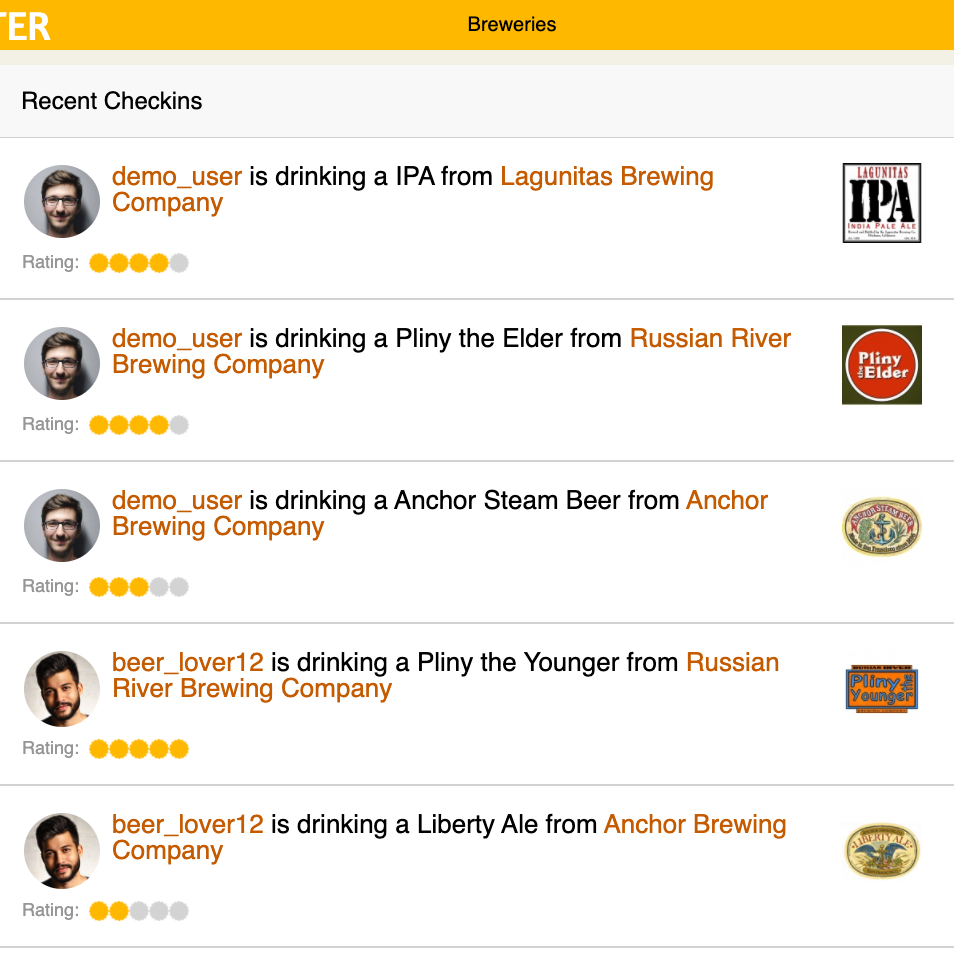 TER
Breweries
Recent Checkins
demo_user is drinking a IPA from Lagunitas Brewing
Company
LAGUNITAS
IPA
INDIA PALE ALE
Rating:
demo_user is drinking a Pliny the Elder from Russian River
Brewing Company
Pliny
the Elder
Rating:
demo_user is drinking a Anchor Steam Beer from Anchor
Brewing Company
ANCHOR STEAM BEER
Rating:
beer_lover12 is drinking a Pliny the Younger from Russian
River Brewing Company
RUSSIAN RIVER
Pliny the
Younger
Rating:
beer_lover12 is drinking a Liberty Ale from Anchor Brewing
Company
LIBERTY ALE
Rating: